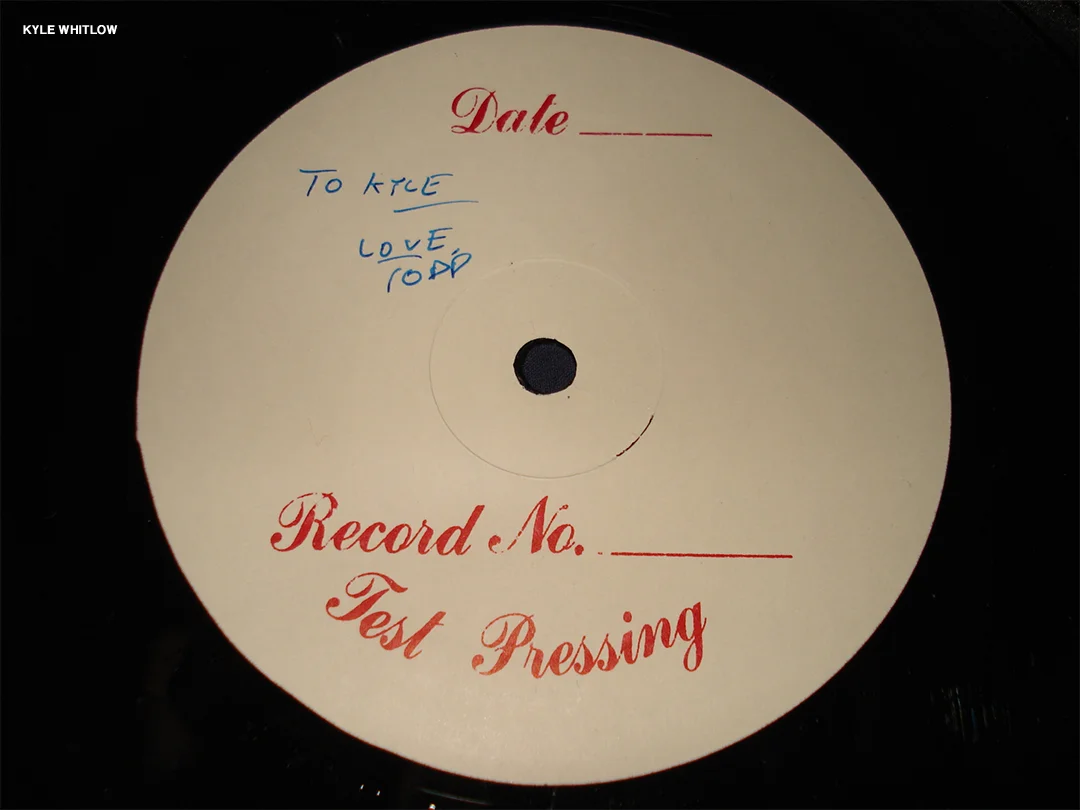 KYLE WHITLOW
Date
TO KYLE
LOVE,
TODD
Record No.
Test Pressing